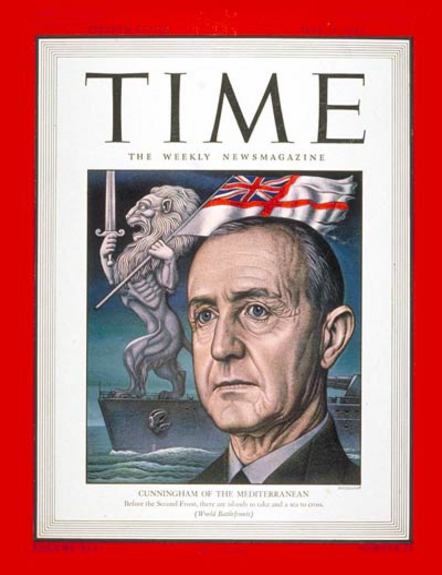 TIME
THE WEEKLY NEWSMAGAZINE
CUNNINGHAM OF THE MEDITERRANEAN
Before the Second Front, there are islands to take and a sea to cross.
(World Battlefronts)